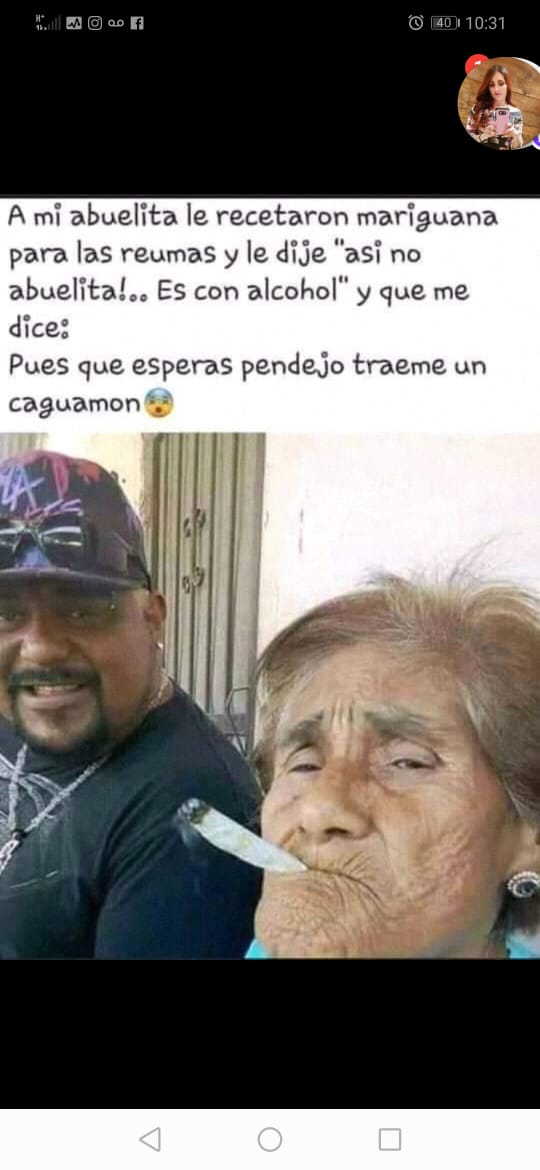 40 10:31
A mi abuelita le recetaron mariguana
para las reumas y le dije "asi no
abuelita!.. Es con alcohol" y que me
dice:
Pues que esperas pendejo traeme un
caguamon